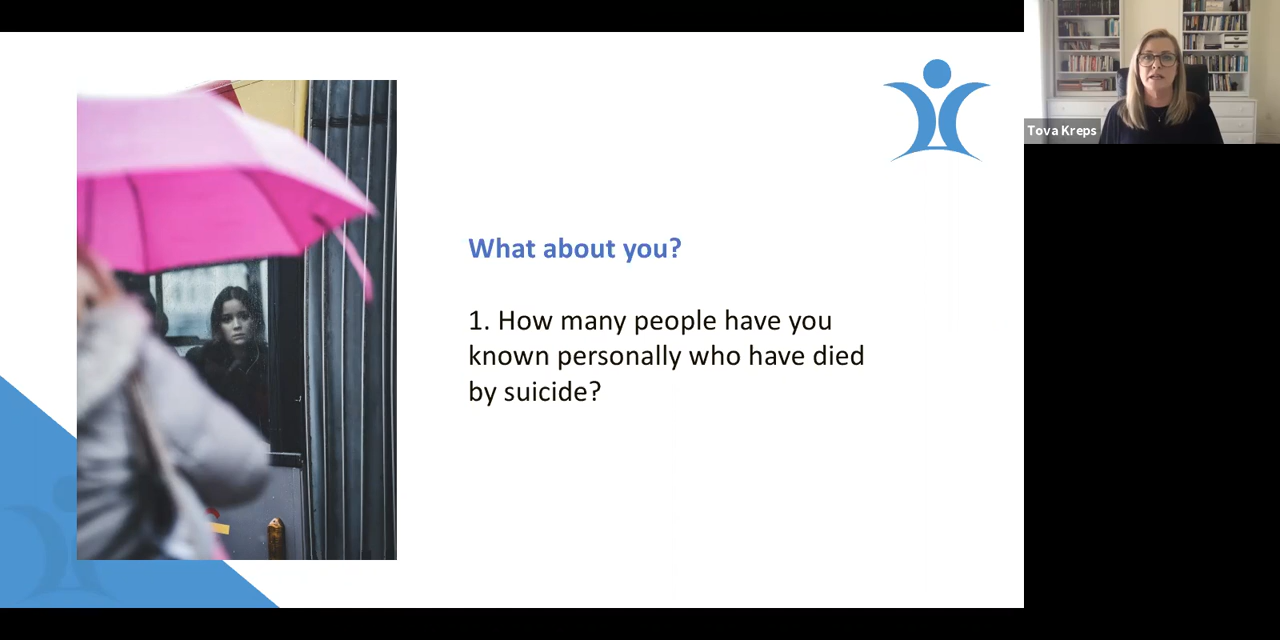 Tova Kreps
What about you?
1. How many people have you
known personally who have died
by suicide?